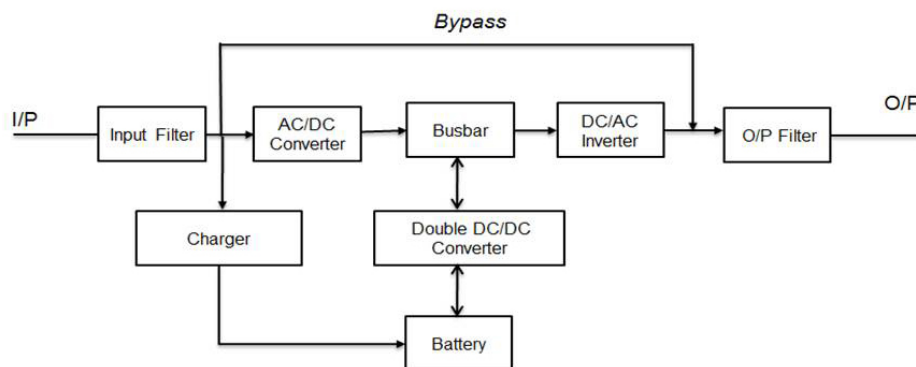 Bypass
I/P
Input Filter
AC/DC
Converter
Busbar
DC/AC
Inverter
O/P Filter
O/P
Charger
Double DC/DC
Converter
Battery